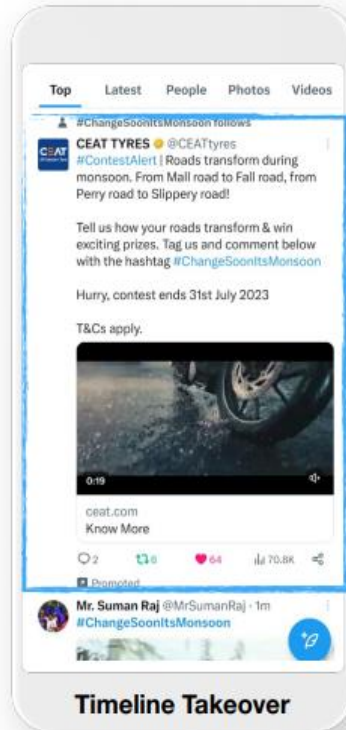 Top Latest People Photos Videos
#ChangeSoonItsMonsoon follows
CEAT TYRES @CEATtyres
CEAT
#ContestAlert | Roads transform during
monsoon. From Mall road to Fall road, from
Perry road to Slippery road!
Tell us how your roads transform & win
exciting prizes. Tag us and comment below
with the hashtag #ChangeSoonItsMonsoon
Hurry, contest ends 31st July 2023
T&Cs apply.
0:19
ceat.com
Know More
2 8 64 70.8K
Promoted
Mr. Suman Raj @MrSumanRaj · 1m
#ChangeSoonItsMonsoon
Timeline Takeover